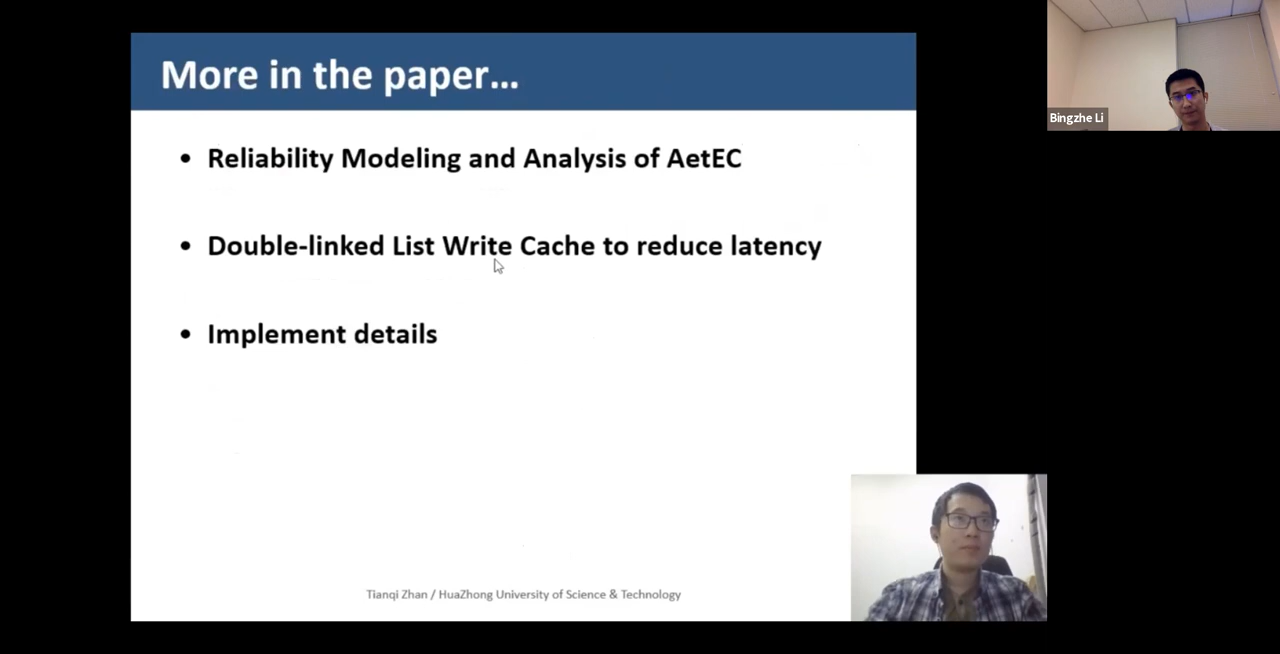 More in the paper...
• Reliability Modeling and Analysis of AetEC
• Double-linked List Write Cache to reduce latency
• Implement details
Tianqi Zhan / HuaZhong University of Science & Technology
Bingzhe Li